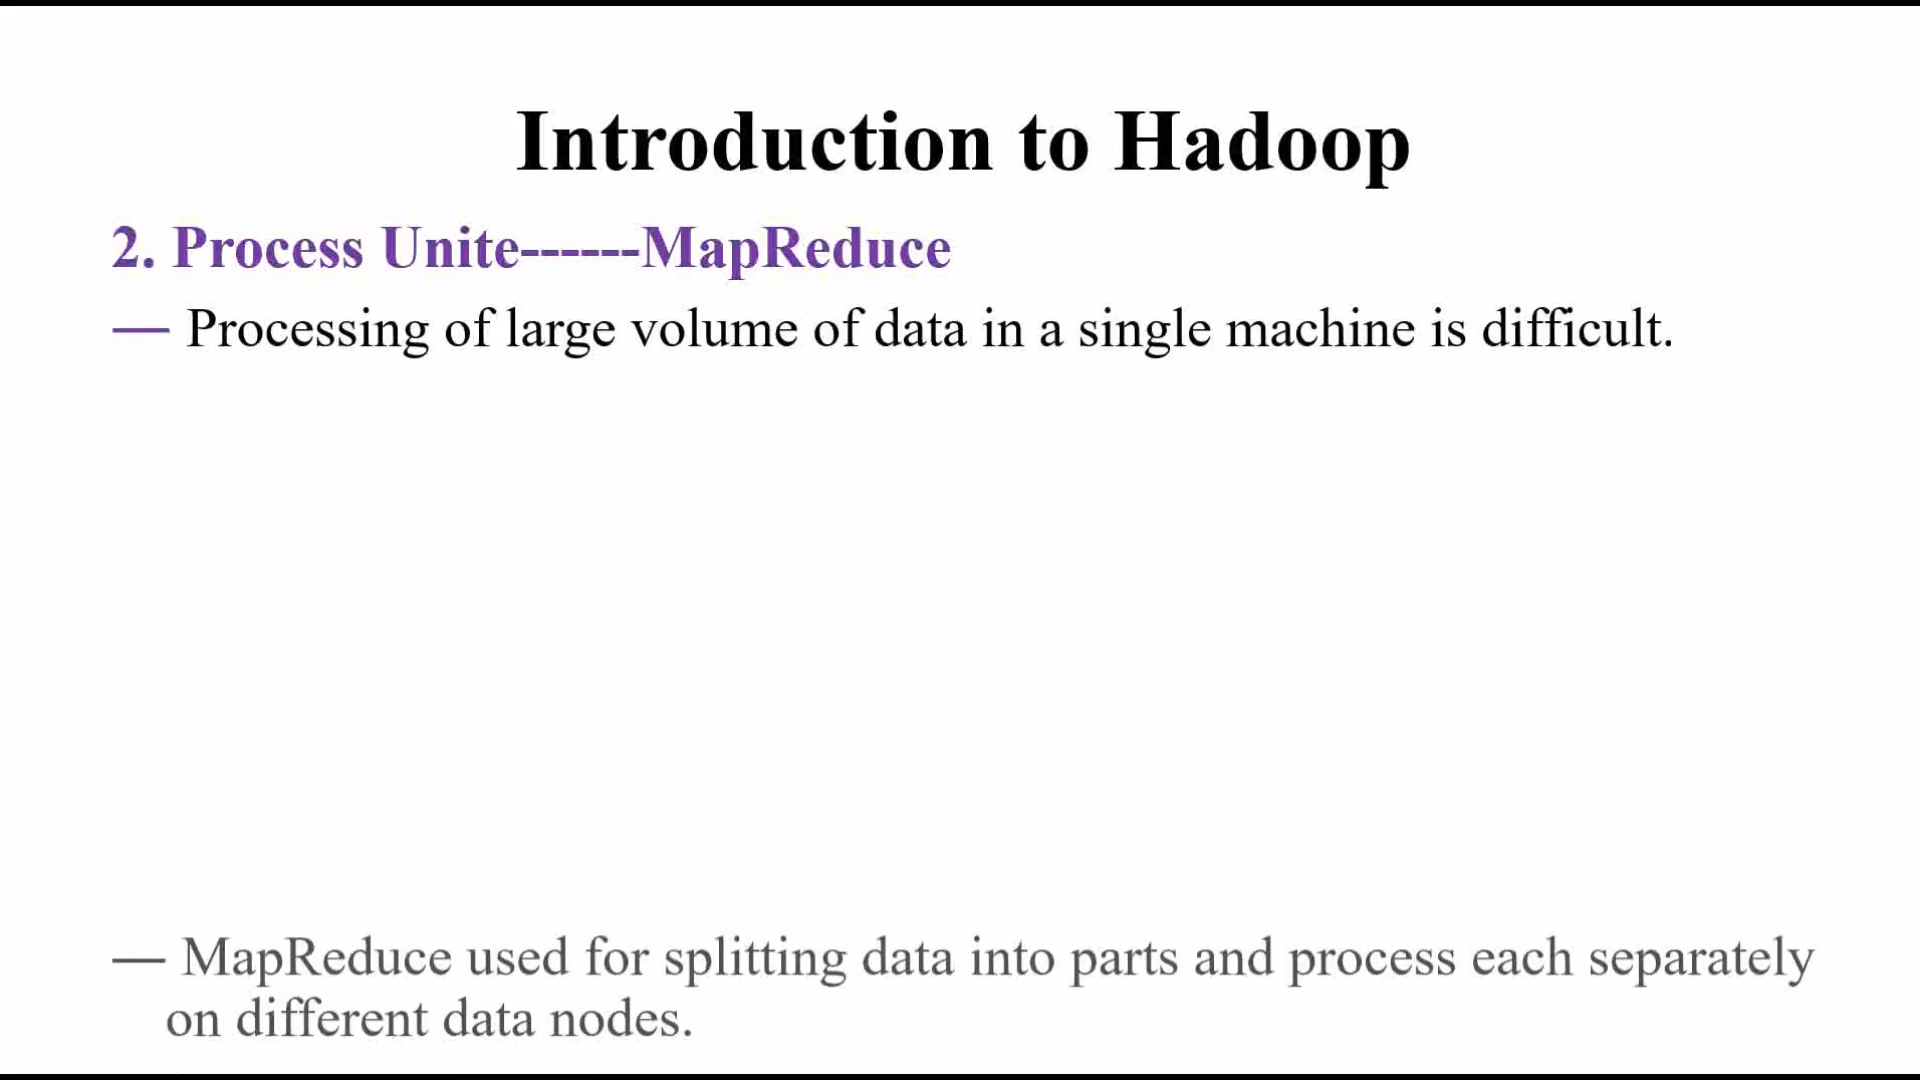 Introduction to Hadoop
2. Process Unite------MapReduce
— Processing of large volume of data in a single machine is difficult.
— MapReduce used for splitting data into parts and process each separately
on different data nodes.